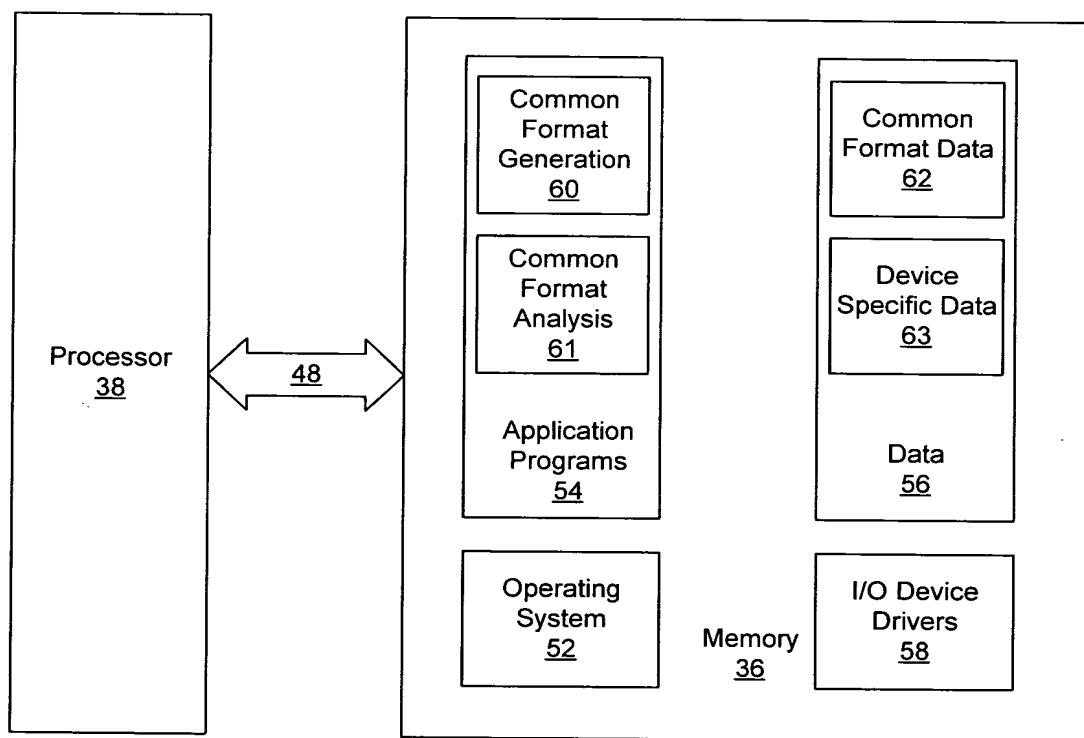 Processor
38
48
Common
Format
Generation
60
Common
Format
Analysis
61
Application
Programs
54
Common
Format Data
62
Device
Specific Data
63
Data
56
Operating
System
52
Memory
36
I/O Device
Drivers
58